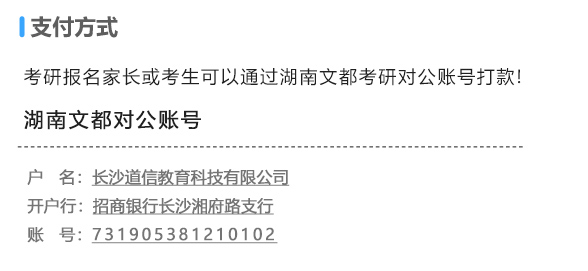 支付方式
考研报名家长或考生可以通过湖南文都考研对公账号打款!
湖南文都对公账号
户 名：长沙道信教育科技有限公司
开户行：招商银行长沙湘府路支行
账 号：731905381210102